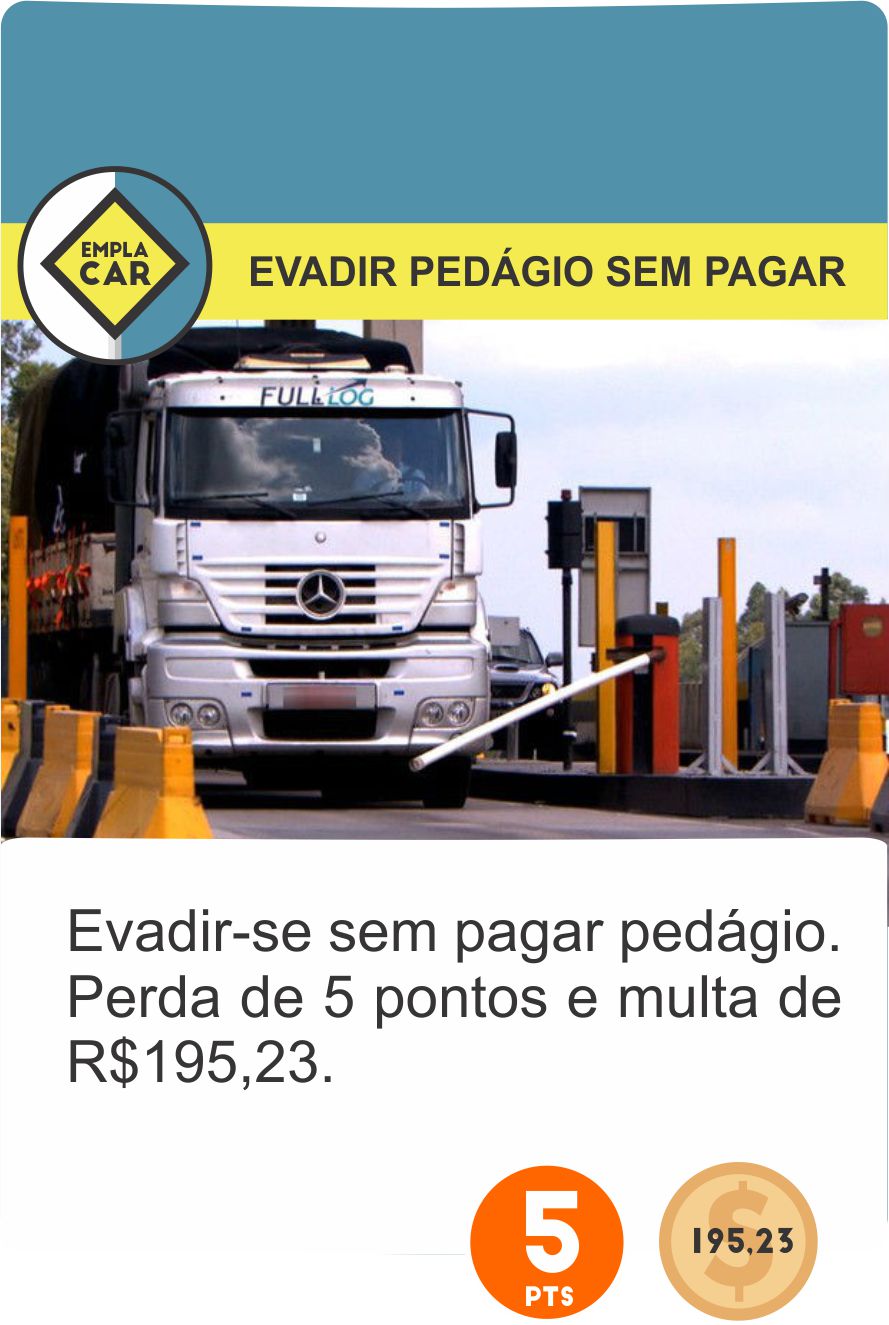 EMPLA
CAR
EVADIR PEDÁGIO SEM PAGAR
FULLLOG
Evadir-se sem pagar pedágio.
Perda de 5 pontos e multa de
R$195,23.
5
PTS
$
195,23